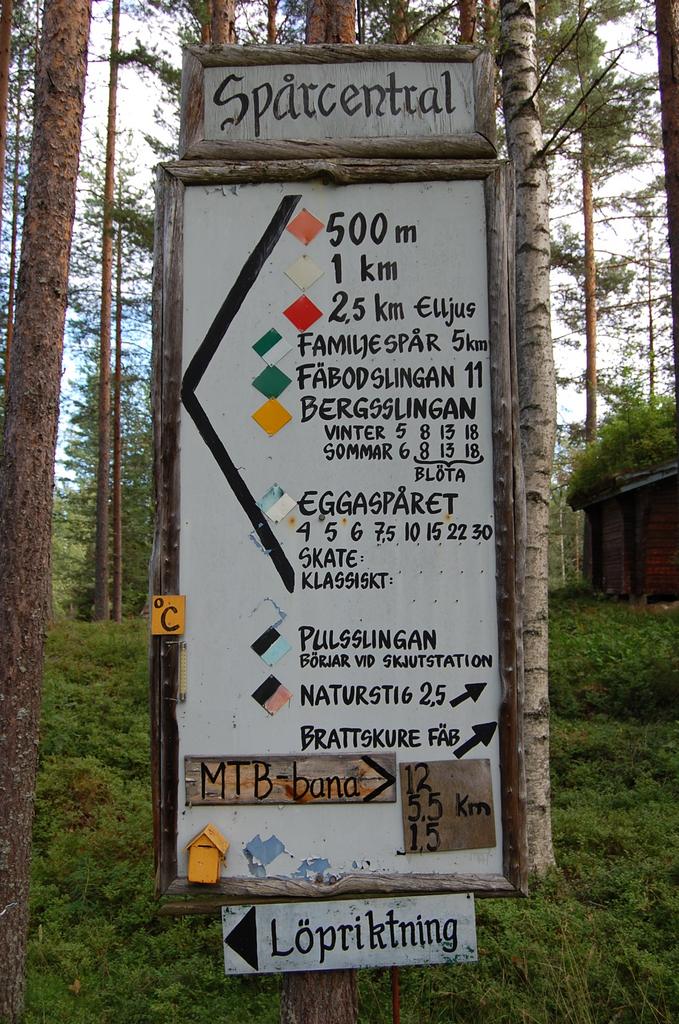 Spårcentral
500 m
1 km
2,5 km Elljus
FAMILJESPÅR 5km
FÄBODSLINGAN 11
BERGSSLINGAN
VINTER 5 8 13 18
SOMMAR 6 8 13 18
BLÖTA
EGGASPÅRET
4 5 6 7,5 10 15 22 30
SKATE:
KLASSISKT:
°C
PULSSLINGAN
BÖRJAR VID SKJUTSTATION
NATURSTIG 2,5
BRATTSKURE FÄB
MTB-bana
12
5,5 Km
1,5
Löpriktning